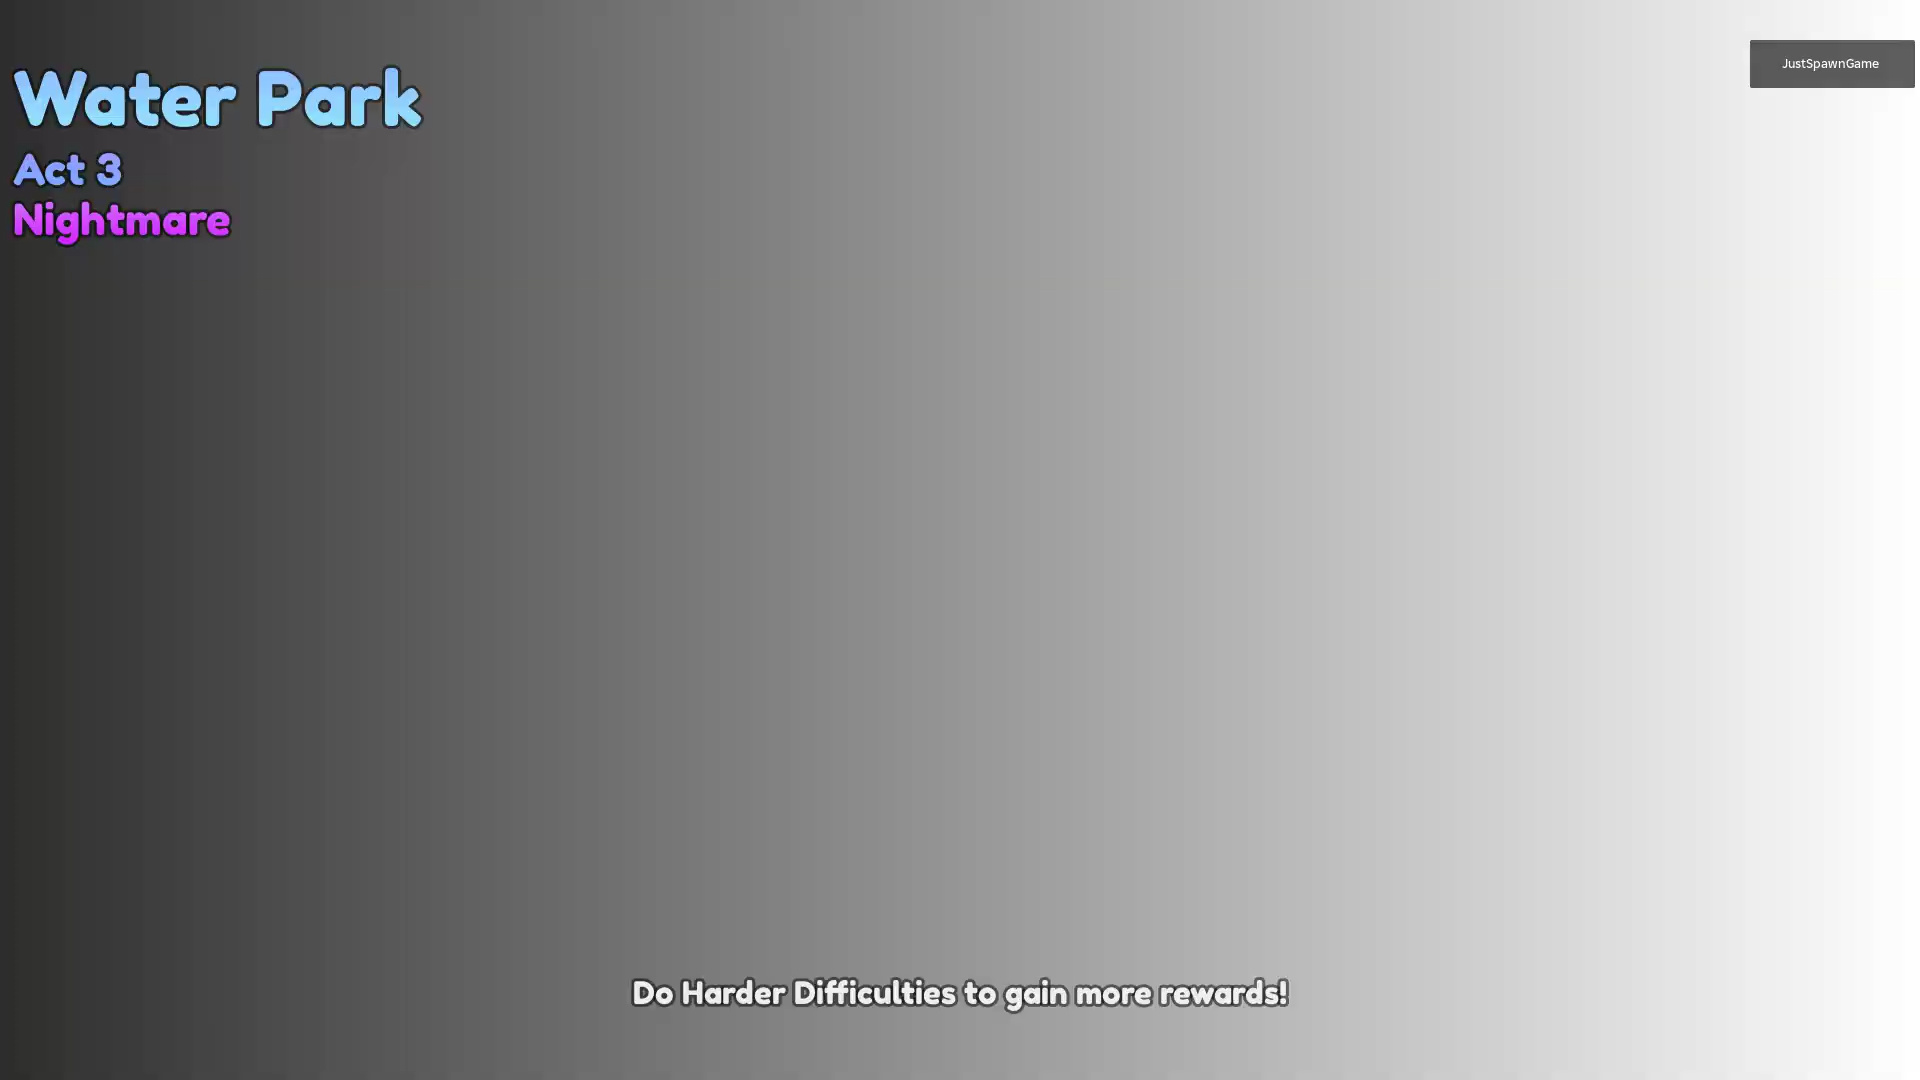 Water Park
JustSpawnGame
Act 3
Nightmare
Do Harder Difficulties to gain more rewards!